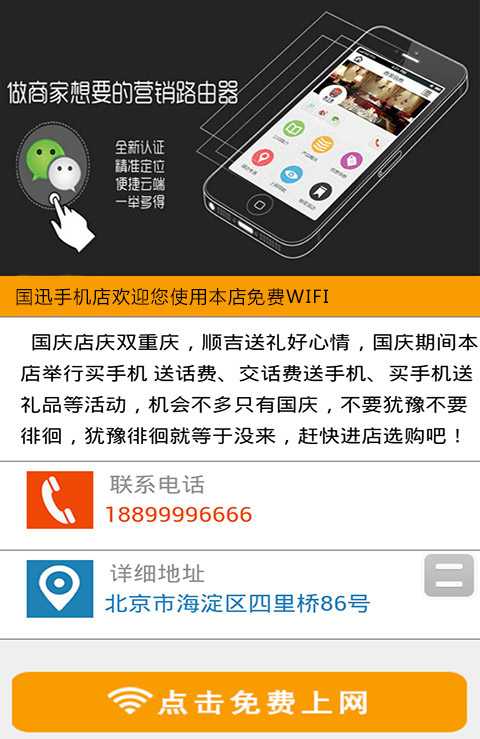 做商家想要的营销路由器
全新认证
精准定位
便捷云端
一举多得
国迅手机店欢迎您使用本店免费WIFI
国庆店庆双重庆，顺吉送礼好心情，国庆期间本
店举行买手机 送话费、交话费送手机、买手机送
礼品等活动，机会不多只有国庆，不要犹豫不要
徘徊，犹豫徘徊就等于没来，赶快进店选购吧！
联系电话
18899996666
详细地址
北京市海淀区四里桥86号
点击免费上网